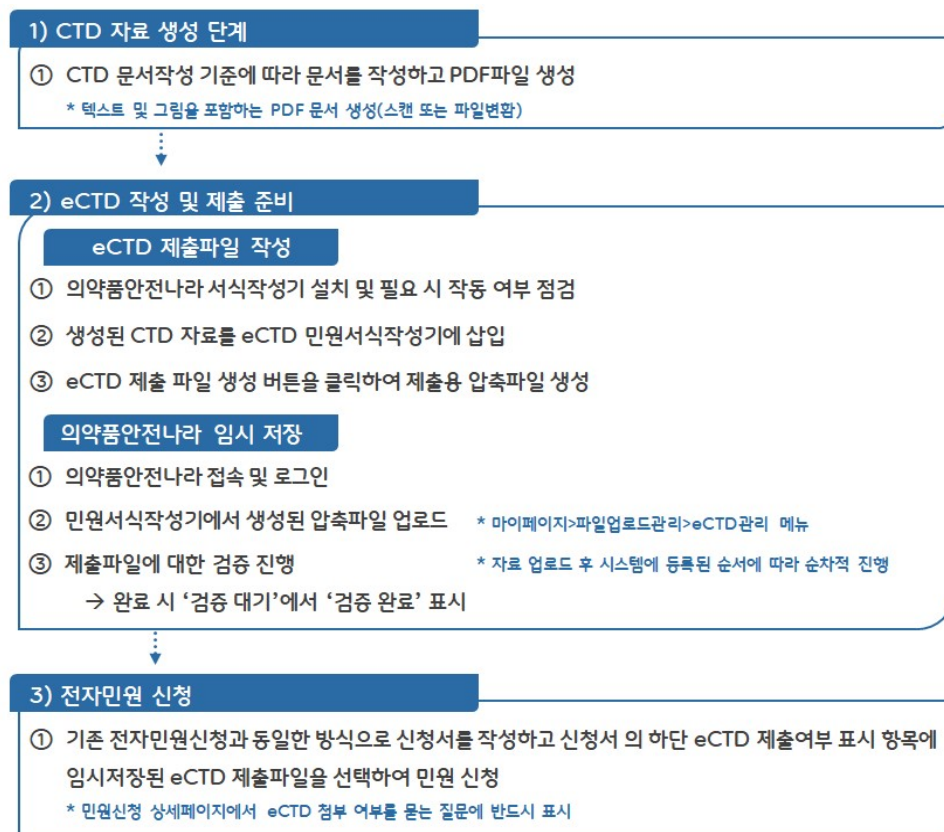 1) CTD 자료 생성 단계
① CTD 문서작성 기준에 따라 문서를 작성하고 PDF파일 생성
* 텍스트 및 그림을 포함하는 PDF 문서 생성(스캔 또는 파일변환)
2) eCTD 작성 및 제출 준비
eCTD 제출파일 작성
① 의약품안전나라 서식작성기 설치 및 필요 시 작동 여부 점검
② 생성된 CTD 자료를 eCTD 민원서식작성기에 삽입
③ eCTD 제출 파일 생성 버튼을 클릭하여 제출용 압축파일 생성
의약품안전나라 임시 저장
① 의약품안전나라 접속 및 로그인
② 민원서식작성기에서 생성된 압축파일 업로드 * 마이페이지>파일업로드관리>eCTD관리 메뉴
③ 제출파일에 대한 검증 진행 * 자료 업로드 후 시스템에 등록된 순서에 따라 순차적 진행
→ 완료 시 ‘검증 대기’에서 ‘검증 완료’ 표시
3) 전자민원 신청
① 기존 전자민원신청과 동일한 방식으로 신청서를 작성하고 신청서 의 하단 eCTD 제출여부 표시 항목에
임시저장된 eCTD 제출파일을 선택하여 민원 신청
* 민원신청 상세페이지에서 eCTD 첨부 여부를 묻는 질문에 반드시 표시